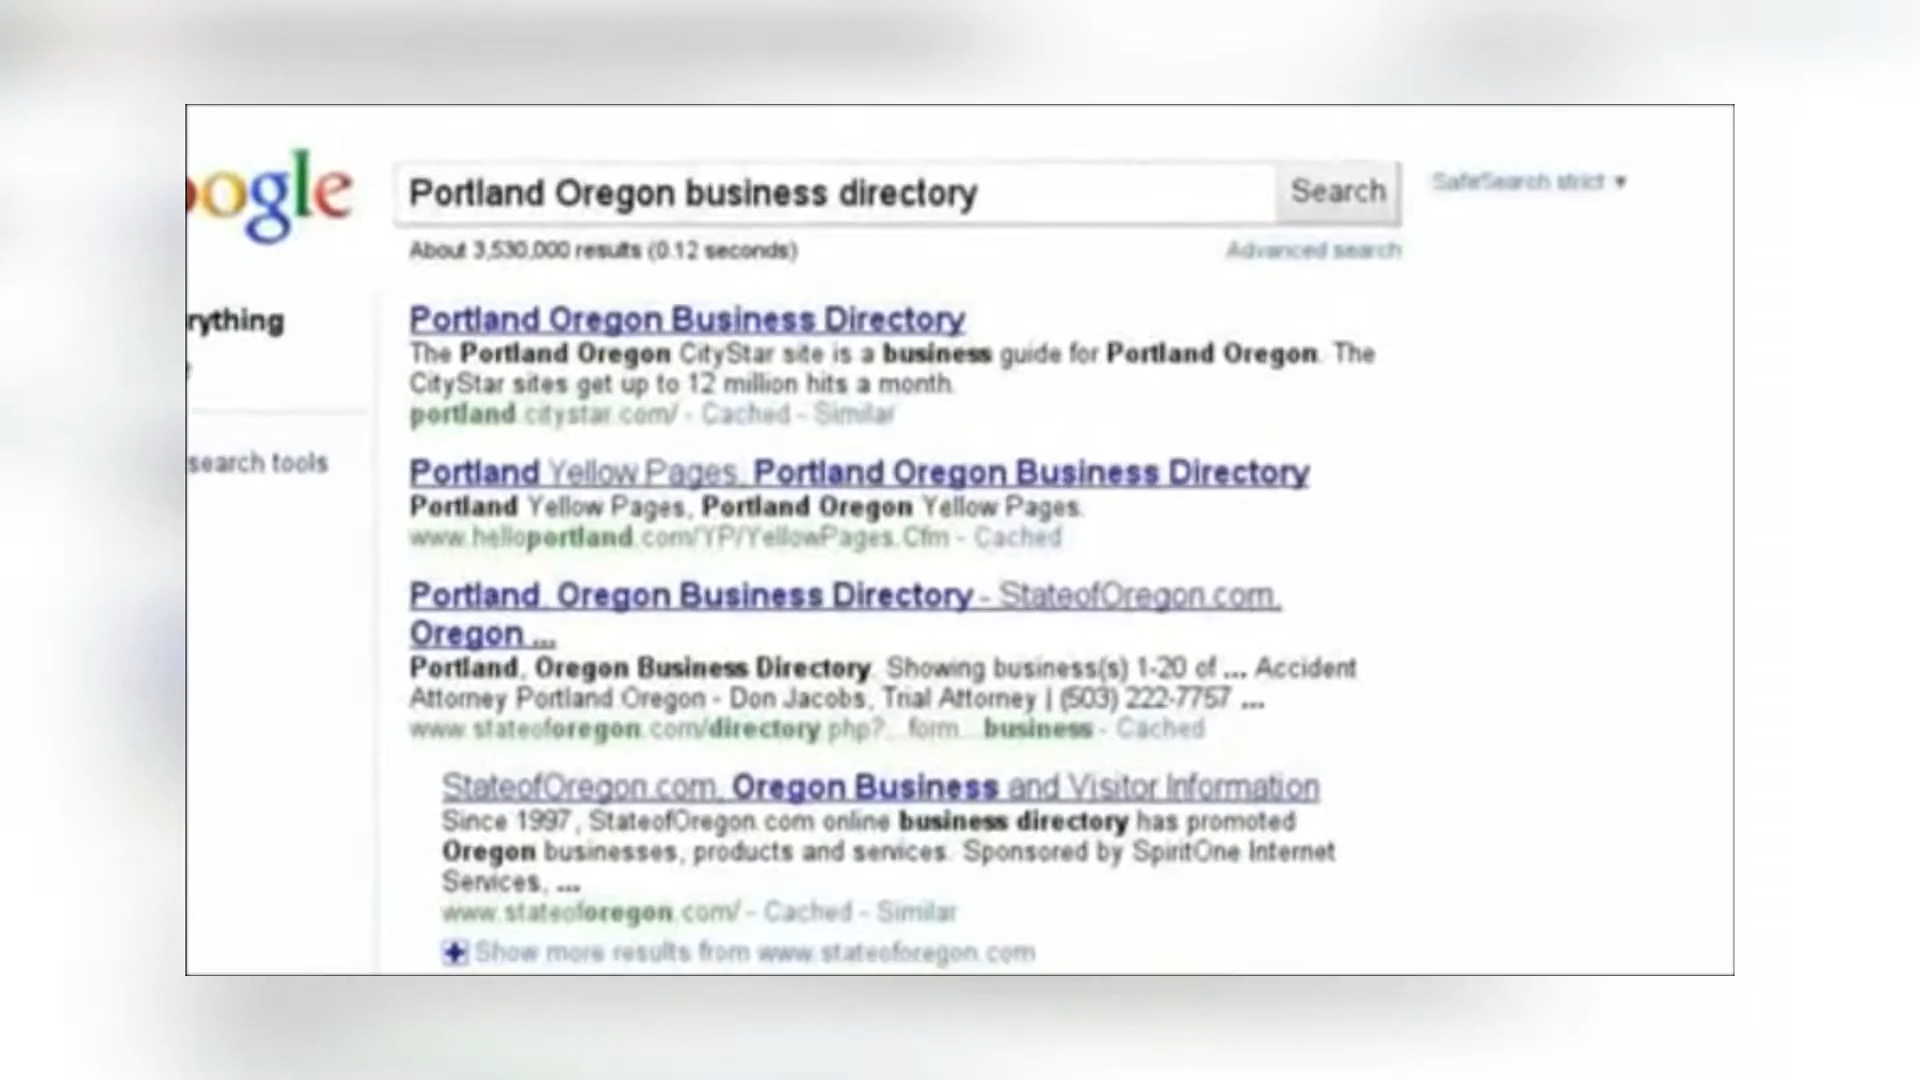 oogle
Portland Oregon business directory
Search
SafeSearch strict ▼
About 3,530,000 results (0.12 seconds)
Advanced search
rything
search tools
Portland Oregon Business Directory
The Portland Oregon CityStar site is a business guide for Portland Oregon. The
CityStar sites get up to 12 million hits a month.
portland.citystar.com/ - Cached - Similar
Portland Yellow Pages, Portland Oregon Business Directory
Portland Yellow Pages, Portland Oregon Yellow Pages.
www.helloportland.com/YP/YellowPages.Cfm - Cached
Portland, Oregon Business Directory - StateofOregon.com,
Oregon ...
Portland, Oregon Business Directory. Showing business(s) 1-20 of ... Accident
Attorney Portland Oregon - Don Jacobs, Trial Attorney | (503) 222-7757 ...
www.stateoforegon.com/directory.php?...form...business - Cached
StateofOregon.com, Oregon Business and Visitor Information
Since 1997, StateofOregon.com online business directory has promoted
Oregon businesses, products and services. Sponsored by SpiritOne Internet
Services, ...
www.stateoforegon.com/ - Cached - Similar
Show more results from www.stateoforegon.com